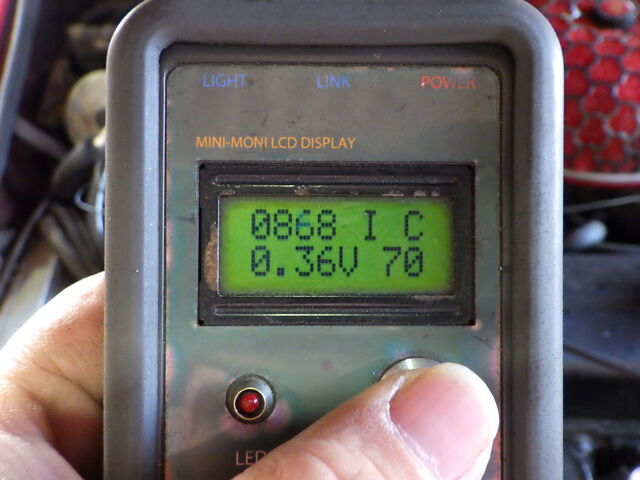 LIGHT LINK POWER
MINI-MONI LCD DISPLAY
0868 I C
0.36V 70
LED